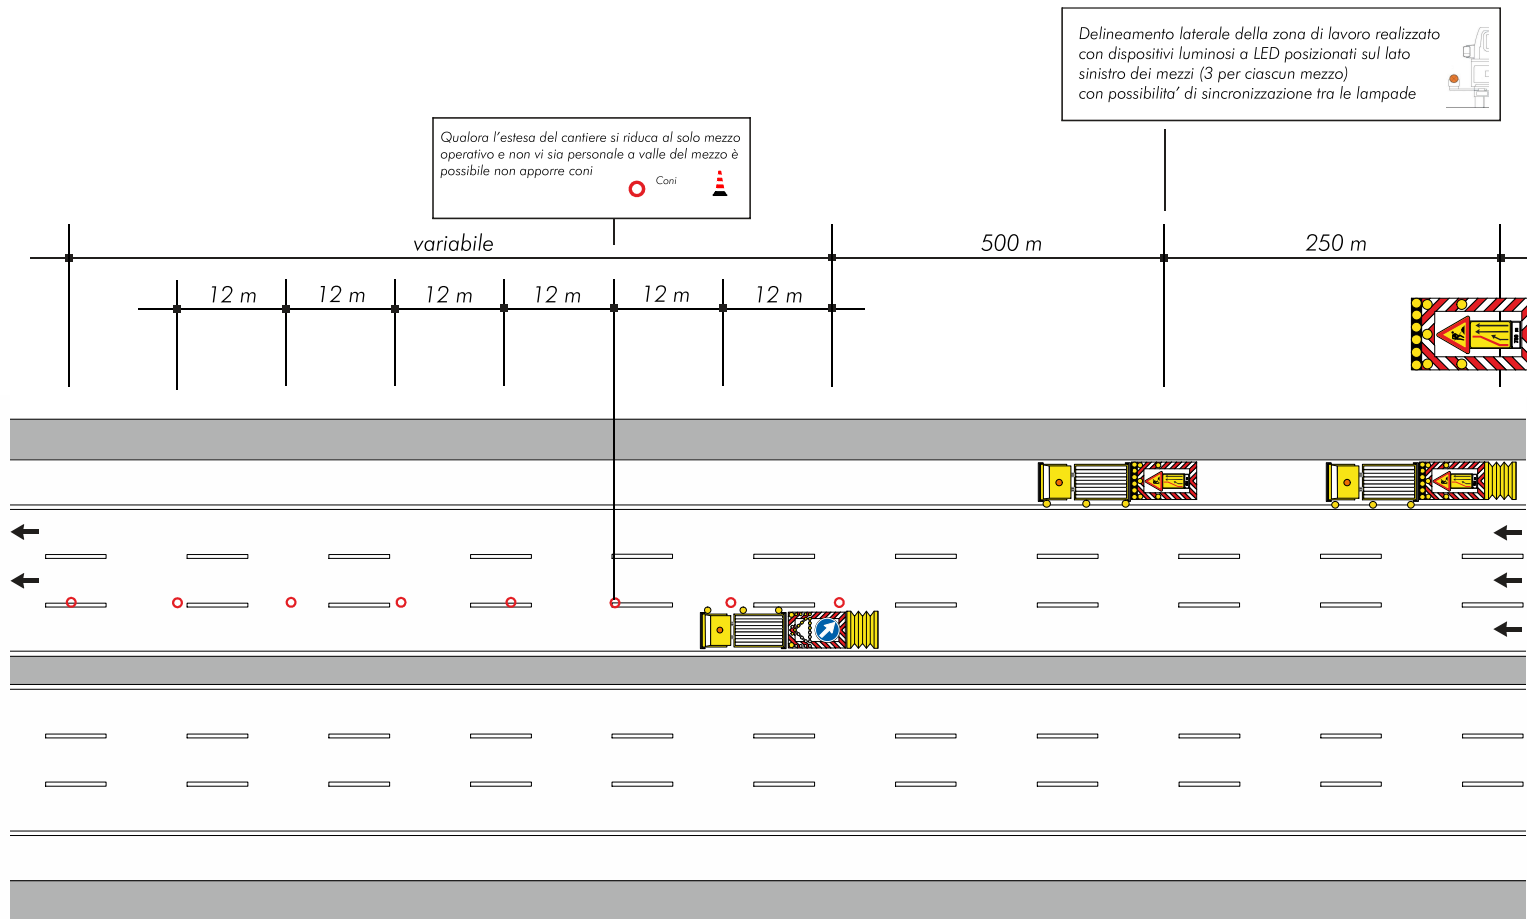 Delineamento laterale della zona di lavoro realizzato
con dispositivi luminosi a LED posizionati sul lato
sinistro dei mezzi (3 per ciascun mezzo)
con possibilita' di sincronizzazione tra le lampade
Qualora l'estesa del cantiere si riduca al solo mezzo
operativo e non vi sia personale a valle del mezzo è
possibile non apporre coni
Coni
variabile
500 m
250 m
12 m
12 m
12 m
12 m
12 m
12 m